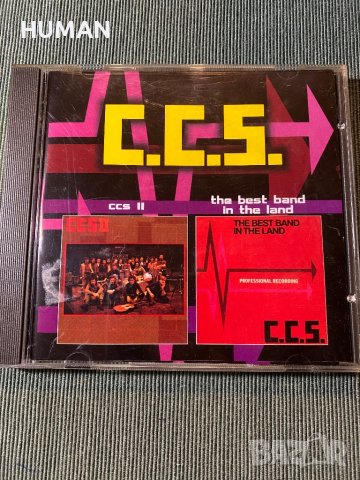 HUMAN
C.C.S.
ccs II
the best band
in the land
CCS II
THE BEST BAND
IN THE LAND
PROFESSIONAL RECORDING
C.C.S.
BAZAR